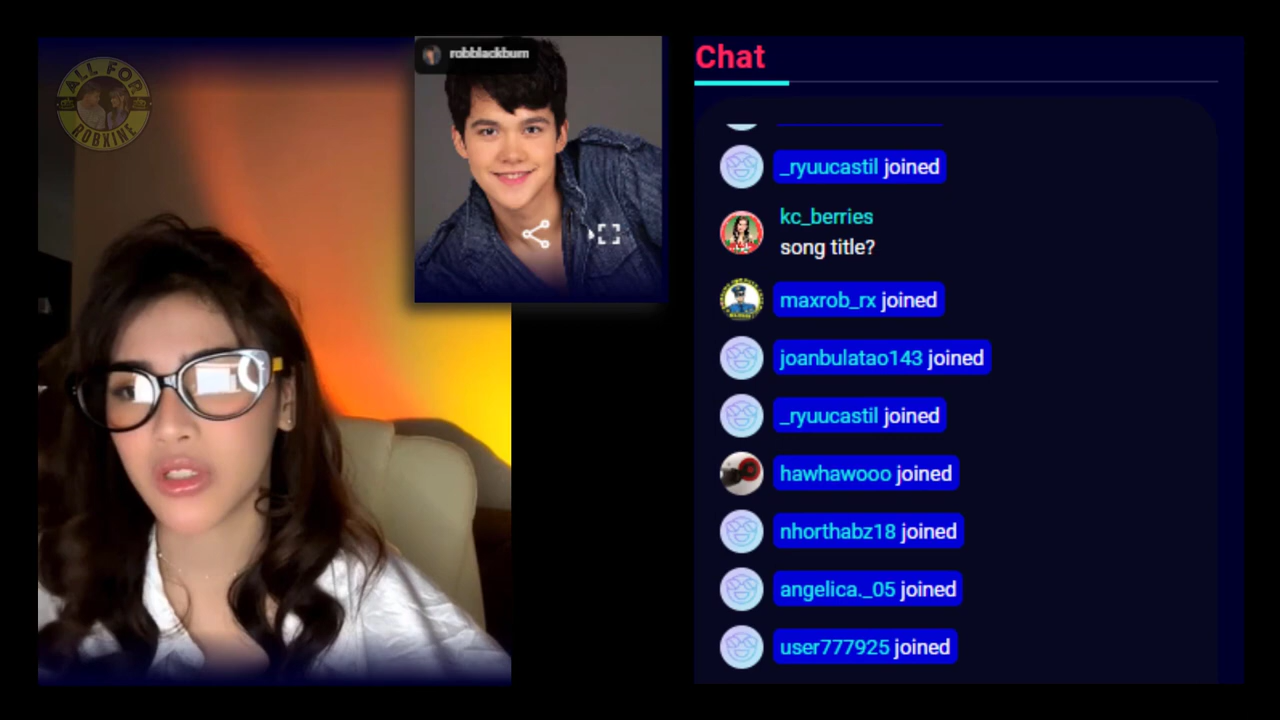 ALL FOR
ROBXINE
robblackburn
Chat
_ryuucastil joined
kc_berries
song title?
maxrob_rx joined
joanbulatao143 joined
_ryuucastil joined
hawhawooo joined
nhorthabz18 joined
angelica._05 joined
user777925 joined